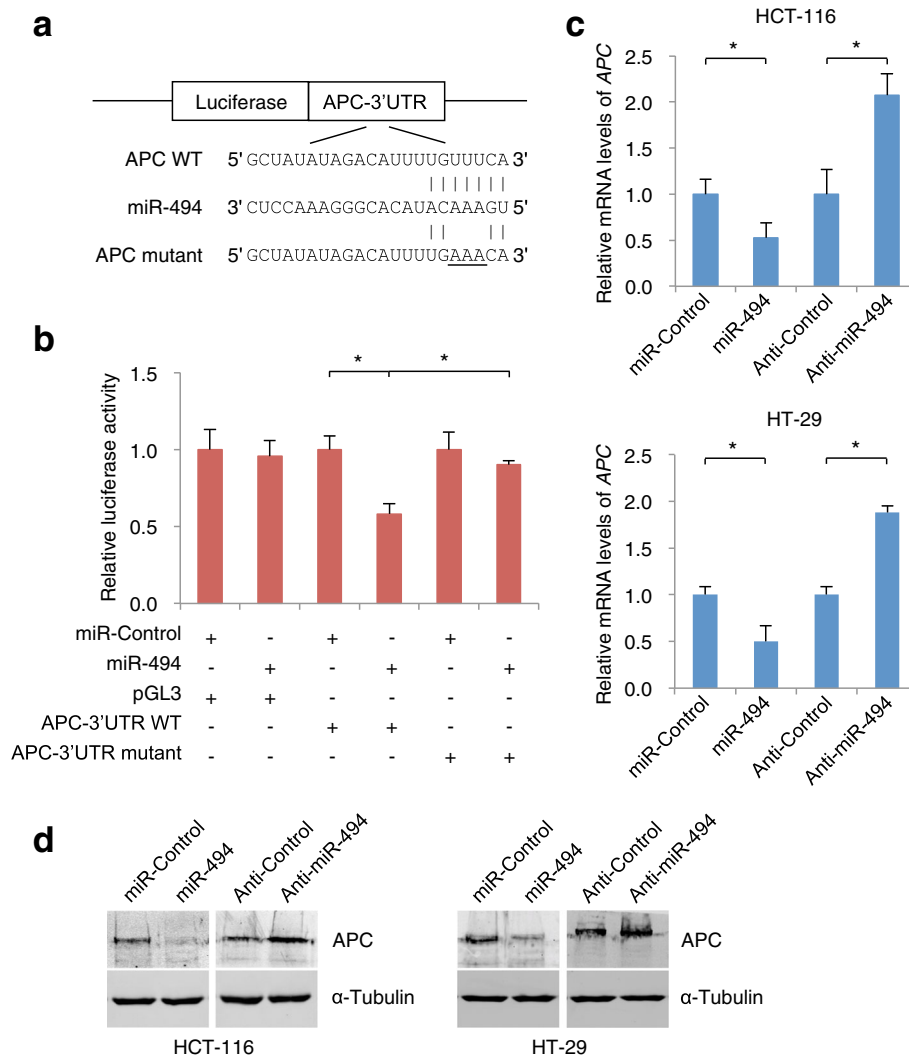 a
Luciferase APC-3'UTR
APC WT 5' GCUAUAUAGACAUUUUGUUUCA 3'
miR-494 3' CUCCAAAGGGCACAUACAAAGU 5'
APC mutant 5' GCUAUAUAGACAUUUUGAAACA 3'
b
Relative luciferase activity
1.5
1.0
0.5
0.0
* *
miR-Control + - + - + -
miR-494 - + - + - +
pGL3 + + - - - -
APC-3'UTR WT - - + + - -
APC-3'UTR mutant - - - - + +
c
HCT-116
Relative mRNA levels of APC
2.5
2.0
1.5
1.0
0.5
0.0
* *
miR-Control miR-494 Anti-Control Anti-miR-494
HT-29
Relative mRNA levels of APC
2.5
2.0
1.5
1.0
0.5
0.0
* *
miR-Control miR-494 Anti-Control Anti-miR-494
d
miR-Control miR-494 Anti-Control Anti-miR-494
APC
α-Tubulin
HCT-116
miR-Control miR-494 Anti-Control Anti-miR-494
APC
α-Tubulin
HT-29